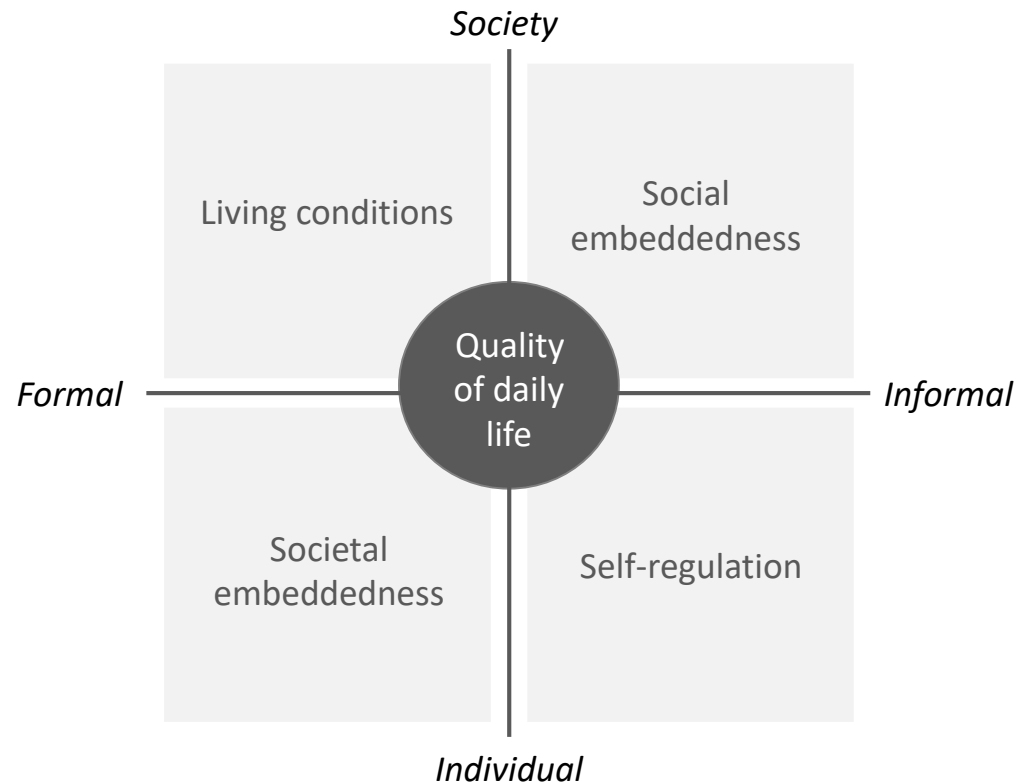 Society
Living conditions
Social
embeddedness
Quality
of daily
life
Formal
Informal
Societal
embeddedness
Self-regulation
Individual